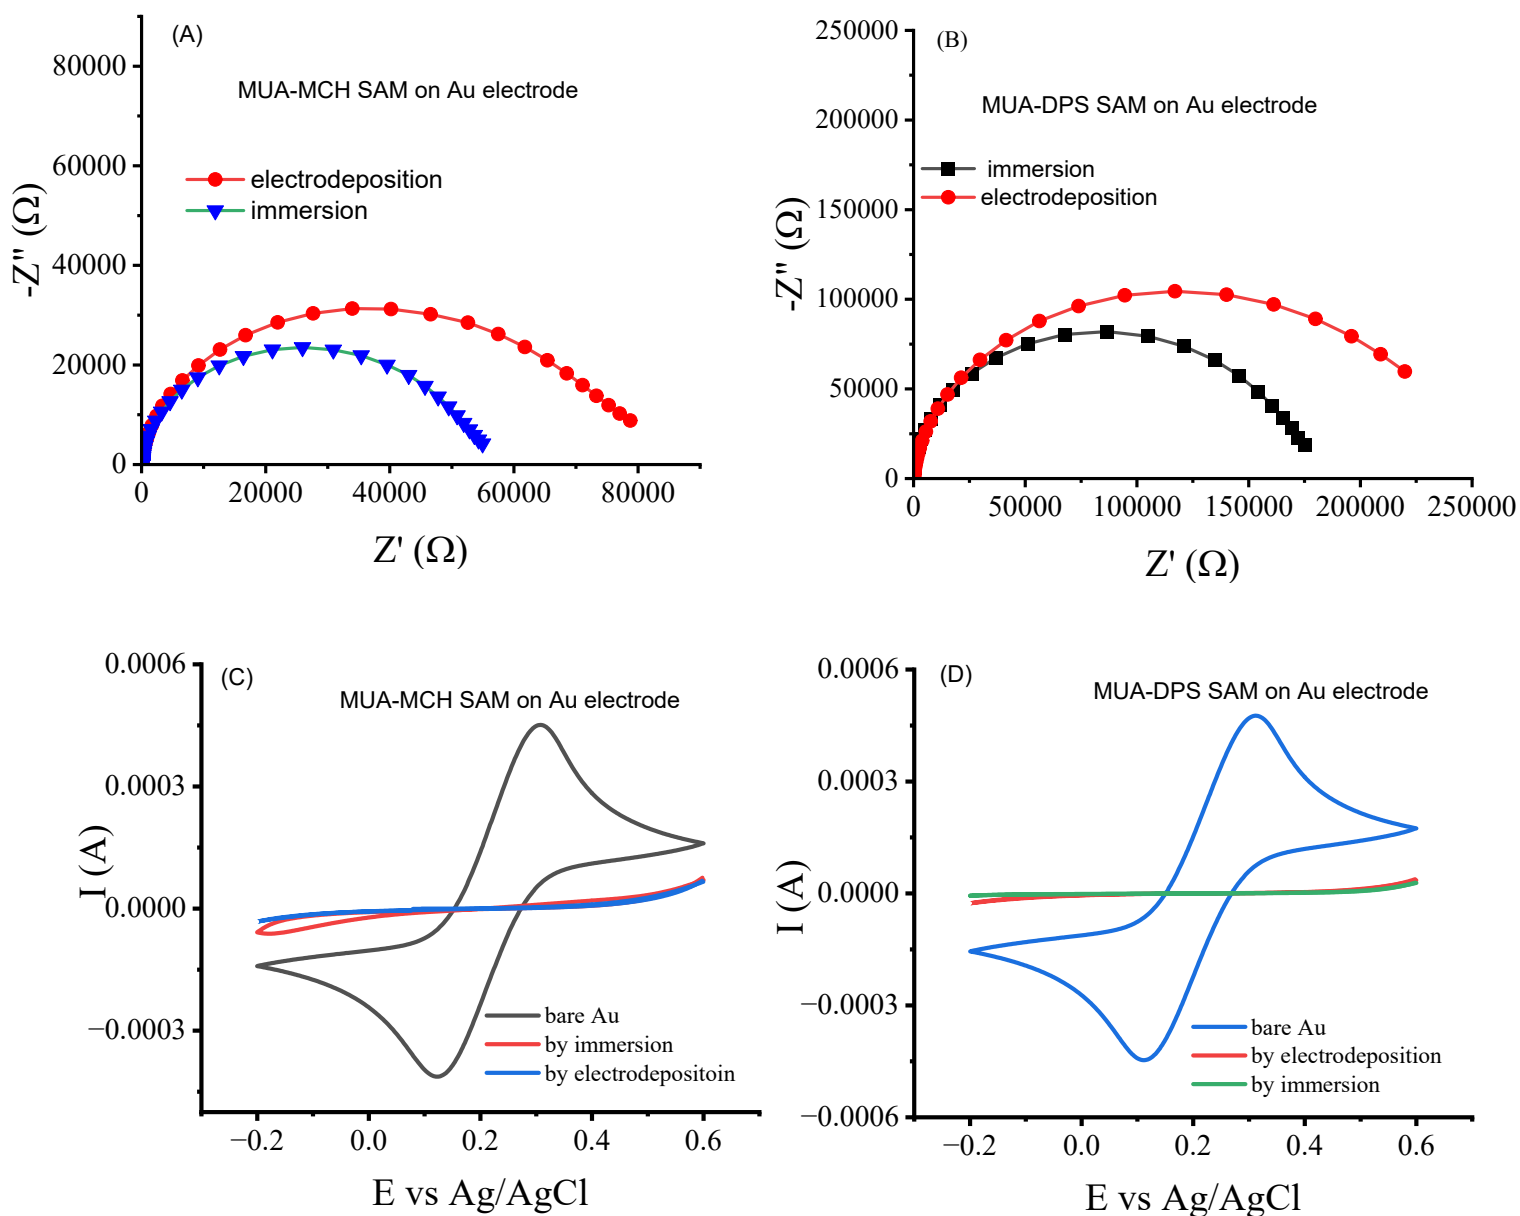 (A)
MUA-MCH SAM on Au electrode
electrodeposition
immersion
80000
60000
40000
20000
0
-Z" (Ω)
0 20000 40000 60000 80000
Z' (Ω)
(B)
MUA-DPS SAM on Au electrode
immersion
electrodeposition
250000
200000
150000
100000
50000
0
-Z" (Ω)
0 50000 100000 150000 200000 250000
Z' (Ω)
(C)
MUA-MCH SAM on Au electrode
0.0006
0.0003
0.0000
−0.0003
I (A)
bare Au
by immersion
by electrodepositoin
−0.2 0.0 0.2 0.4 0.6
E vs Ag/AgCl
(D)
MUA-DPS SAM on Au electrode
0.0006
0.0003
0.0000
−0.0003
−0.0006
I (A)
bare Au
by electrodeposition
by immersion
−0.2 0.0 0.2 0.4 0.6
E vs Ag/AgCl